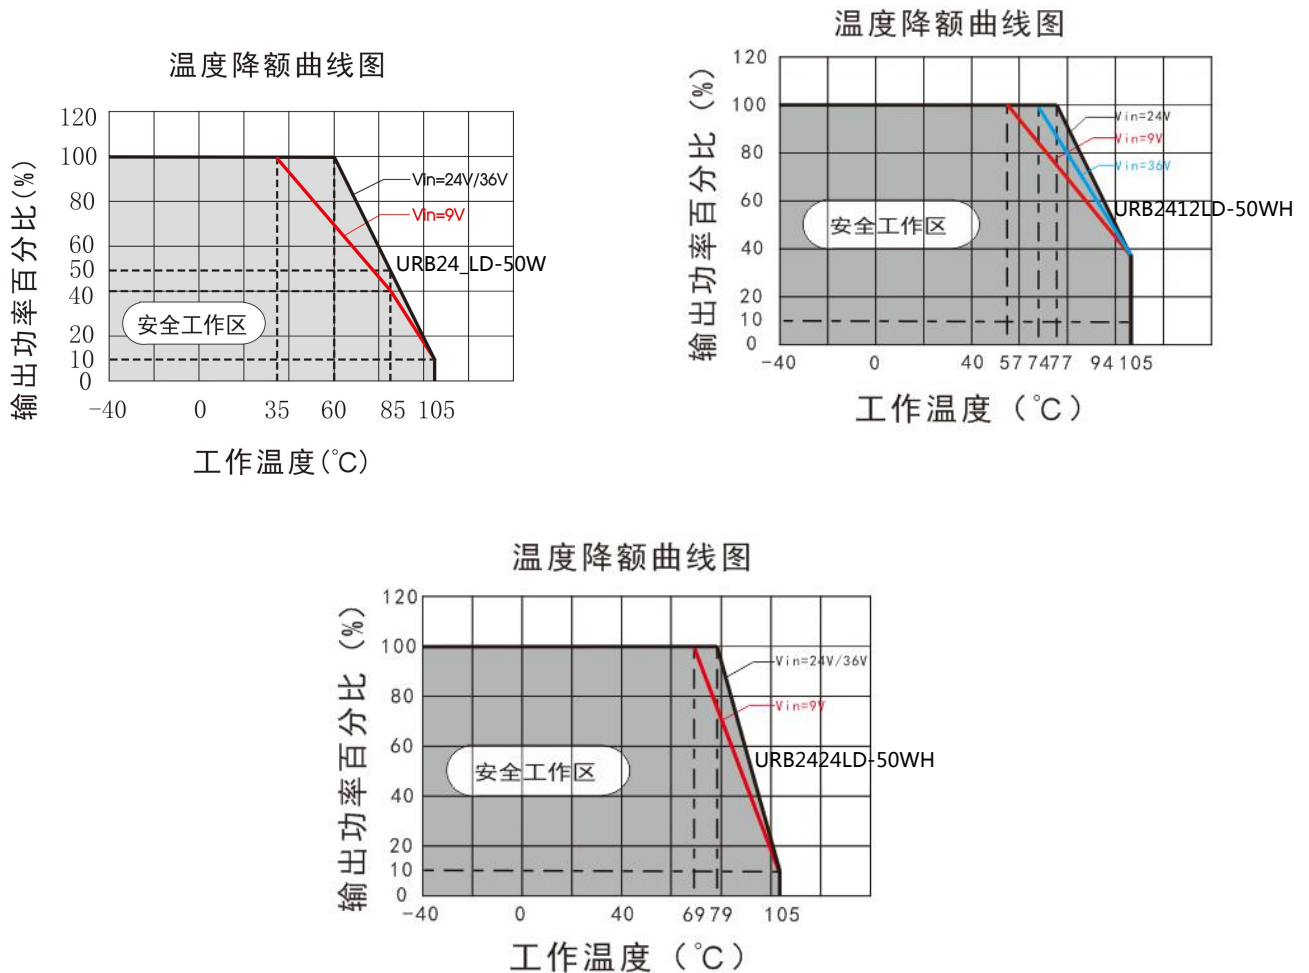 温度降额曲线图
120
100
80
60
50
40
20
10
0
输出功率百分比(%)
Vin=24V/36V
Vin=9V
URB24_LD-50W
安全工作区
-40 0 35 60 85 105
工作温度(℃)
温度降额曲线图
120
100
80
60
40
20
10
0
输出功率百分比 (%)
Vin=24V
Vin=9V
Vin=36V
URB2412LD-50WH
安全工作区
-40 0 40 57 74 77 94 105
工作温度 (℃)
温度降额曲线图
120
100
80
60
40
20
10
0
输出功率百分比 (%)
Vin=24V/36V
Vin=9V
URB2424LD-50WH
安全工作区
-40 0 40 69 79 105
工作温度 (℃)